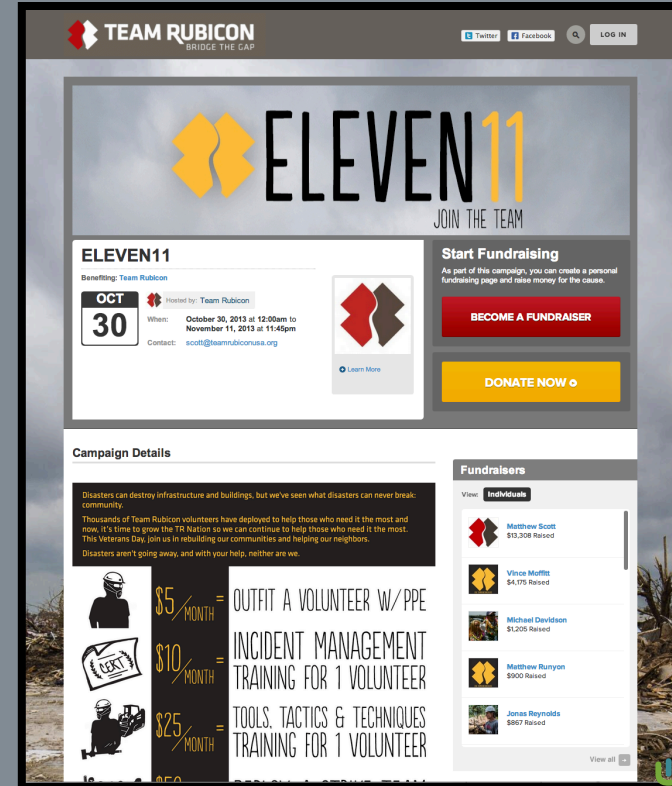 TEAM RUBICON
BRIDGE THE GAP
Twitter
Facebook
LOG IN
ELEVEN11
JOIN THE TEAM
ELEVEN11
Benefiting: Team Rubicon
OCT
30
Hosted by: Team Rubicon
When: October 30, 2013 at 12:00am to
November 11, 2013 at 11:45pm
Contact: scott@teamrubiconusa.org
Learn More
Start Fundraising
As part of this campaign, you can create a personal
fundraising page and raise money for the cause.
BECOME A FUNDRAISER
DONATE NOW
Campaign Details
Disasters can destroy infrastructure and buildings, but we've seen what disasters can never break:
community.
Thousands of Team Rubicon volunteers have deployed to help those who need it the most and
now, it's time to grow the TR Nation so we can continue to help those who need it the most.
This Veterans Day, join us in rebuilding our communities and helping our neighbors.
Disasters aren't going away, and with your help, neither are we.
$5/MONTH = OUTFIT A VOLUNTEER W/PPE
CERT
$10/MONTH = INCIDENT MANAGEMENT
TRAINING FOR 1 VOLUNTEER
$25/MONTH = TOOLS, TACTICS & TECHNIQUES
TRAINING FOR 1 VOLUNTEER
Fundraisers
View: Individuals
Matthew Scott
$13,308 Raised
Vince Moffitt
$4,175 Raised
Michael Davidson
$1,205 Raised
Matthew Runyon
$900 Raised
Jonas Reynolds
$867 Raised
View all